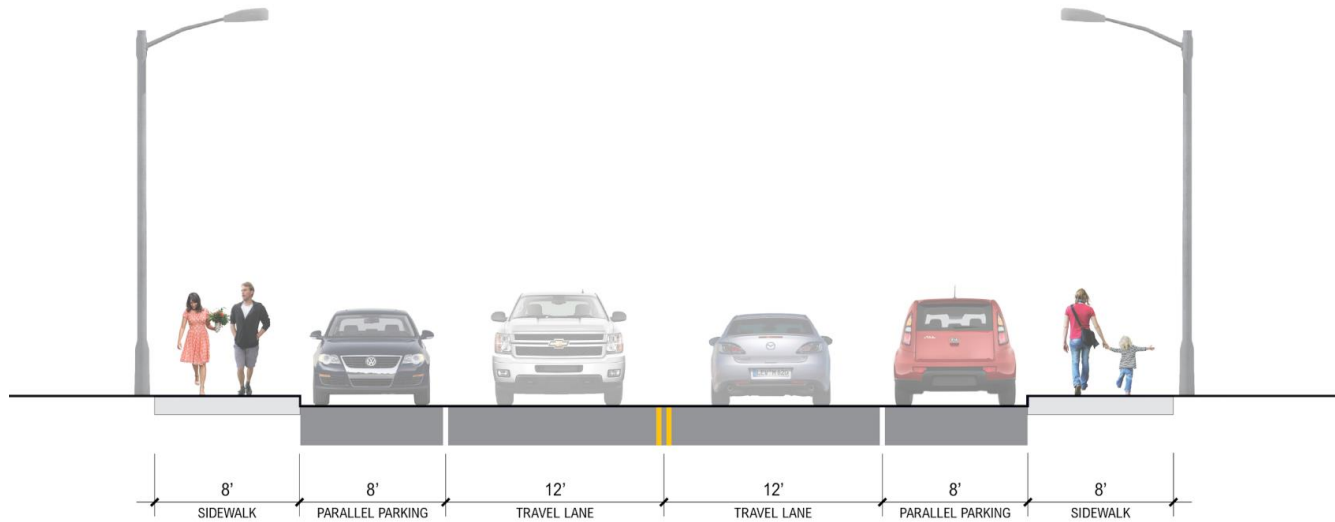 8’
8’
12’
12’
8’
8’
SIDEWALK
PARALLEL PARKING
TRAVEL LANE
TRAVEL LANE
PARALLEL PARKING
SIDEWALK